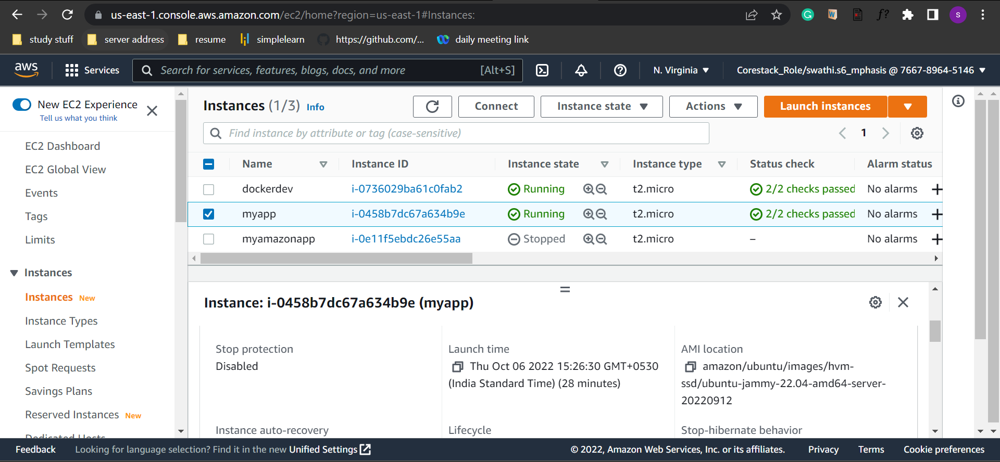 us-east-1.console.aws.amazon.com/ec2/home?region=us-east-1#Instances:
study stuff server address resume simplelearn https://github.com/... daily meeting link
aws Services Search for services, features, blogs, docs, and more [Alt+S] N. Virginia Corestack_Role/swathi.s6_mphasis @ 7667-8964-5146
New EC2 Experience
Tell us what you think
EC2 Dashboard
EC2 Global View
Events
Tags
Limits
Instances
Instances New
Instance Types
Launch Templates
Spot Requests
Savings Plans
Reserved Instances New
Dedicated Hosts
Instances (1/3) Info Connect Instance state Actions Launch instances
Find instance by attribute or tag (case-sensitive) 1
Name Instance ID Instance state Instance type Status check Alarm status
dockerdev i-0736029ba61c0fab2 Running t2.micro 2/2 checks passed No alarms
myapp i-0458b7dc67a634b9e Running t2.micro 2/2 checks passed No alarms
myamazonapp i-0e11f5ebdc26e55aa Stopped t2.micro – No alarms
Instance: i-0458b7dc67a634b9e (myapp)
Stop protection
Disabled
Launch time
Thu Oct 06 2022 15:26:30 GMT+0530
(India Standard Time) (28 minutes)
AMI location
amazon/ubuntu/images/hvm-
ssd/ubuntu-jammy-22.04-amd64-server-
20220912
Instance auto-recovery Lifecycle Stop-hibernate behavior
Feedback Looking for language selection? Find it in the new Unified Settings © 2022, Amazon Web Services, Inc. or its affiliates. Privacy Terms Cookie preferences